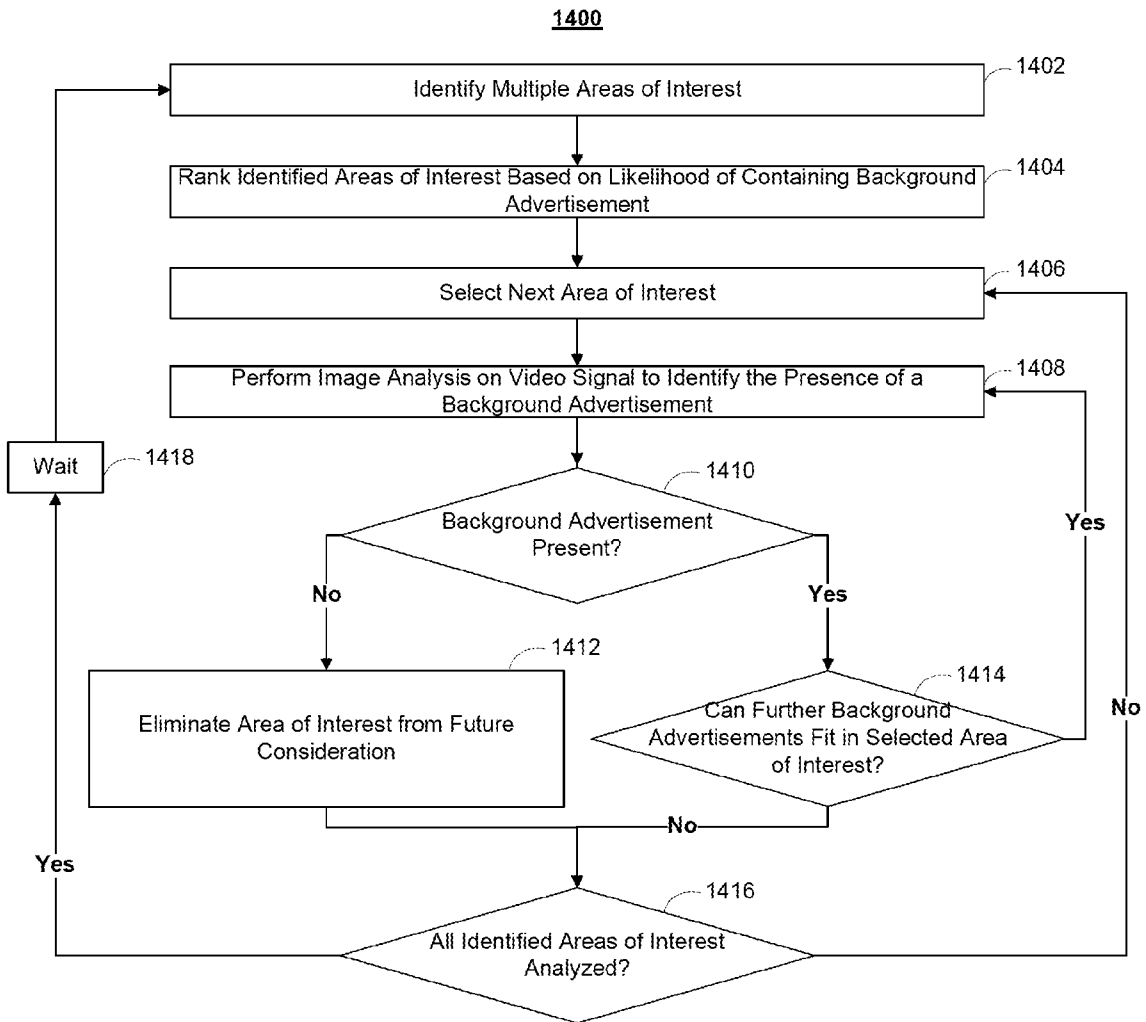 1400
Identify Multiple Areas of Interest
1402
Rank Identified Areas of Interest Based on Likelihood of Containing Background
Advertisement
1404
Select Next Area of Interest
1406
Perform Image Analysis on Video Signal to Identify the Presence of a
Background Advertisement
1408
Wait
1418
1410
Background Advertisement
Present?
Yes
No
Yes
1412
Eliminate Area of Interest from Future
Consideration
1414
Can Further Background
Advertisements Fit in Selected Area
of Interest?
No
No
Yes
1416
All Identified Areas of Interest
Analyzed?